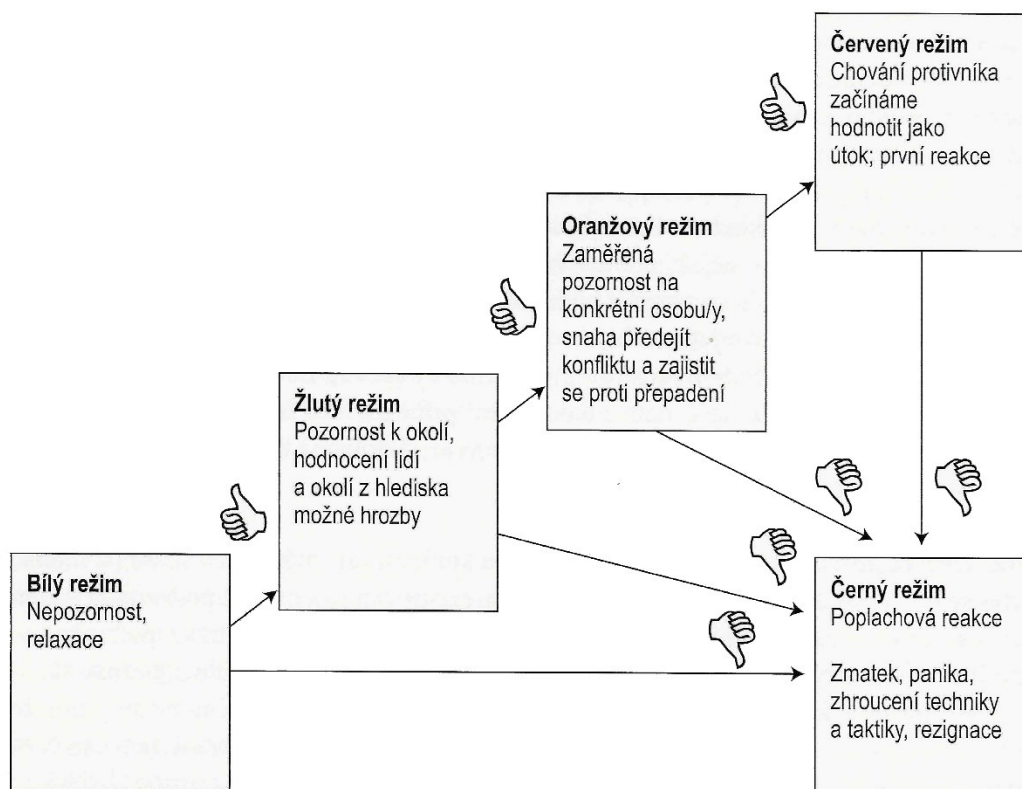 Červený režim
Chování protivníka
začínáme
hodnotit jako
útok; první reakce
Oranžový režim
Zaměřená
pozornost na
konkrétní osobu/y,
snaha předejít
konfliktu a zajistit
se proti přepadení
Žlutý režim
Pozornost k okolí,
hodnocení lidí
a okolí z hlediska
možné hrozby
Bílý režim
Nepozornost,
relaxace
Černý režim
Poplachová reakce
Zmatek, panika,
zhroucení techniky
a taktiky, rezignace